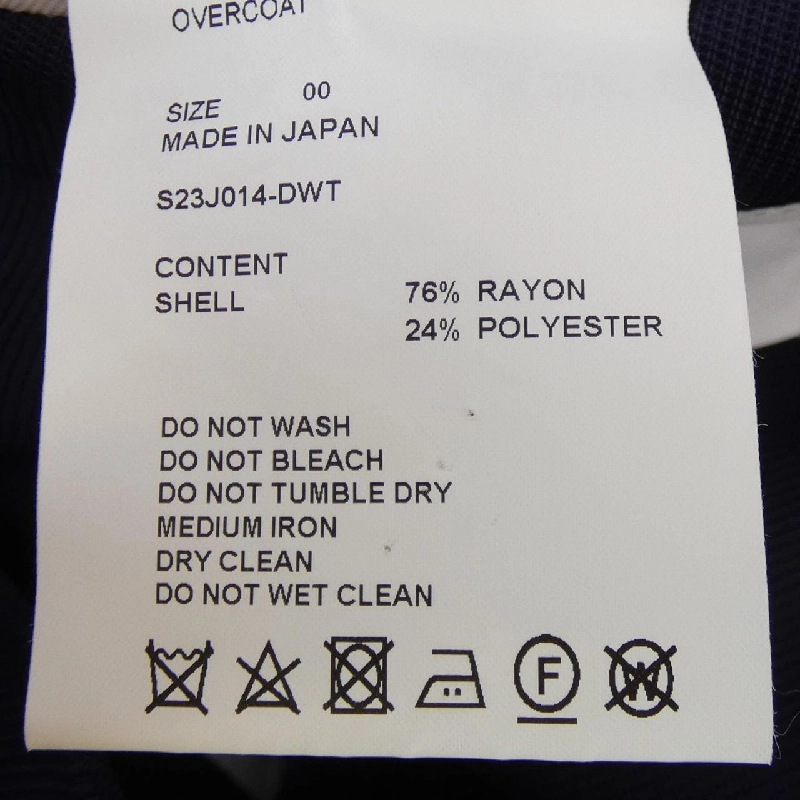 OVERCOAT
SIZE 00
MADE IN JAPAN
S23J014-DWT
CONTENT
SHELL 76% RAYON
24% POLYESTER
DO NOT WASH
DO NOT BLEACH
DO NOT TUMBLE DRY
MEDIUM IRON
DRY CLEAN
DO NOT WET CLEAN
F W